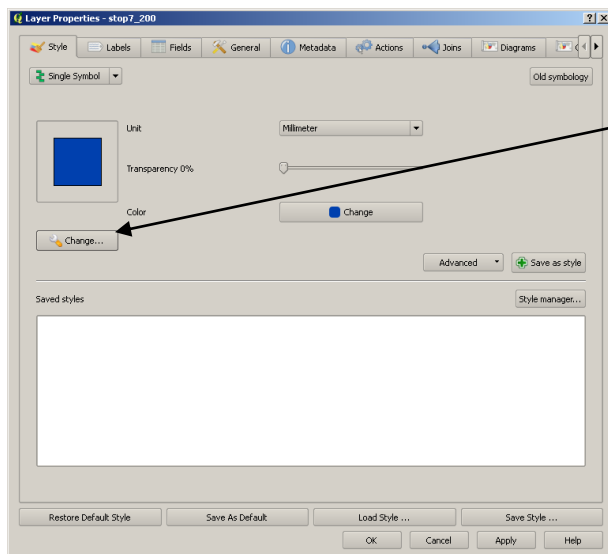 Layer Properties - stop7_200
Style Labels Fields General Metadata Actions Joins Diagrams
Single Symbol Old symbology
Unit Millimeter
Transparency 0%
Color Change
Change...
Advanced Save as style
Saved styles Style manager...
Restore Default Style Save As Default Load Style ... Save Style ...
OK Cancel Apply Help